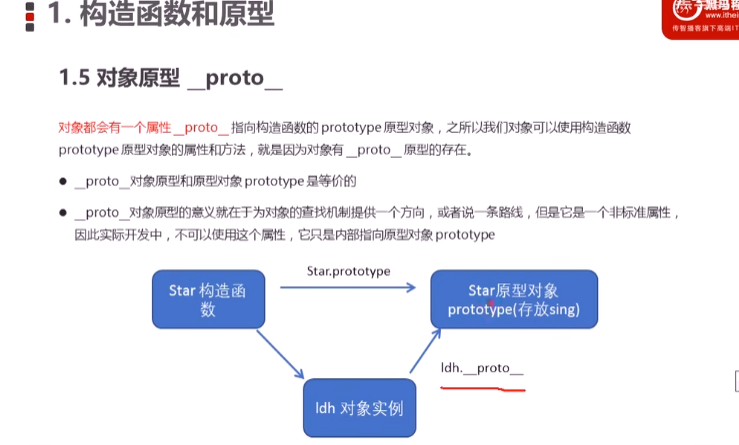 1. 构造函数和原型
www.itheim
传智播客旗下高端IT
1.5 对象原型 __proto__
对象都会有一个属性 __proto__ 指向构造函数的 prototype 原型对象，之所以我们对象可以使用构造函数
prototype 原型对象的属性和方法，就是因为对象有 __proto__ 原型的存在。
● __proto__对象原型和原型对象 prototype 是等价的
● __proto__对象原型的意义就在于为对象的查找机制提供一个方向，或者说一条路线，但是它是一个非标准属性，
因此实际开发中，不可以使用这个属性，它只是内部指向原型对象 prototype
Star.prototype
Star 构造函
数
Star原型对象
prototype(存放sing)
ldh.__proto__
ldh 对象实例